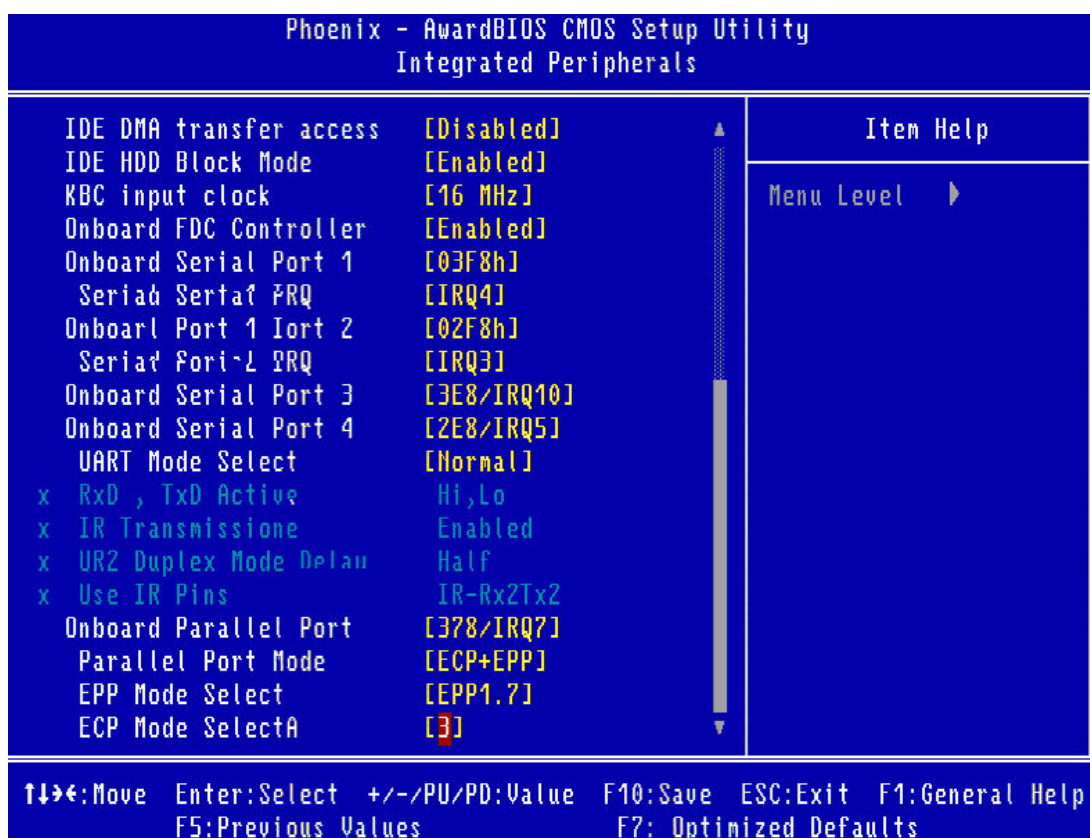 Phoenix - AwardBIOS CMOS Setup Utility
Integrated Peripherals
IDE DMA transfer access [Disabled]
IDE HDD Block Mode [Enabled]
KBC input clock [16 MHz]
Onboard FDC Controller [Enabled]
Onboard Serial Port 1 [03F8h]
[IRQ4]
Port 1 Iort 2 [02F8h]
[IRQ3]
Onboard Serial Port 3 [3E8/IRQ10]
Onboard Serial Port 4 [2E8/IRQ5]
UART Mode Select [Normal]
x RxD , TxD Active Hi,Lo
x IR Transmissione Enabled
x UR2 Duplex Mode Half
x Use IR Pins IR-Rx2Tx2
Onboard Parallel Port [378/IRQ7]
Parallel Port Mode [ECP+EPP]
EPP Mode Select [EPP1.7]
ECP Mode SelectA [3]
Item Help
Menu Level
↑↓→←:Move Enter:Select +/-/PU/PD:Value F10:Save ESC:Exit F1:General Help
F5:Previous Values F7: Optimized Defaults